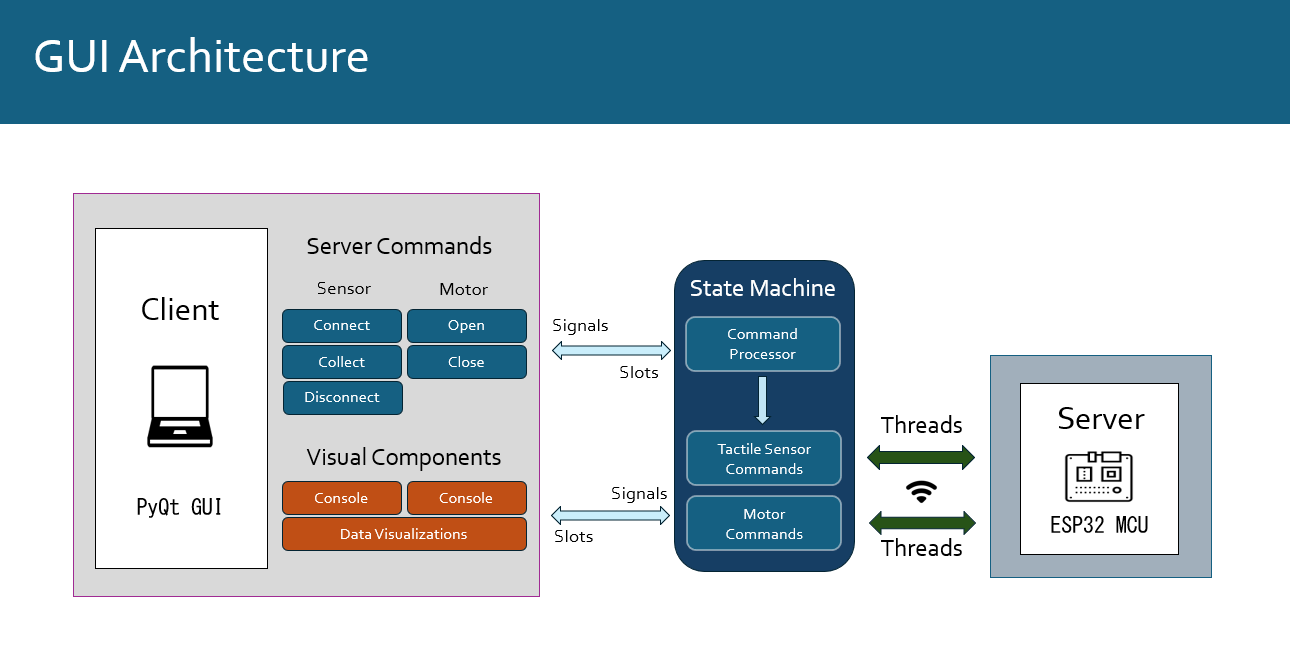 GUI Architecture
Client
PyQt GUI
Server Commands
Sensor
Motor
Connect
Open
Collect
Close
Disconnect
Visual Components
Console
Console
Data Visualizations
Signals
Slots
Signals
Slots
State Machine
Command
Processor
Tactile Sensor
Commands
Motor
Commands
Threads
Threads
Server
ESP32 MCU